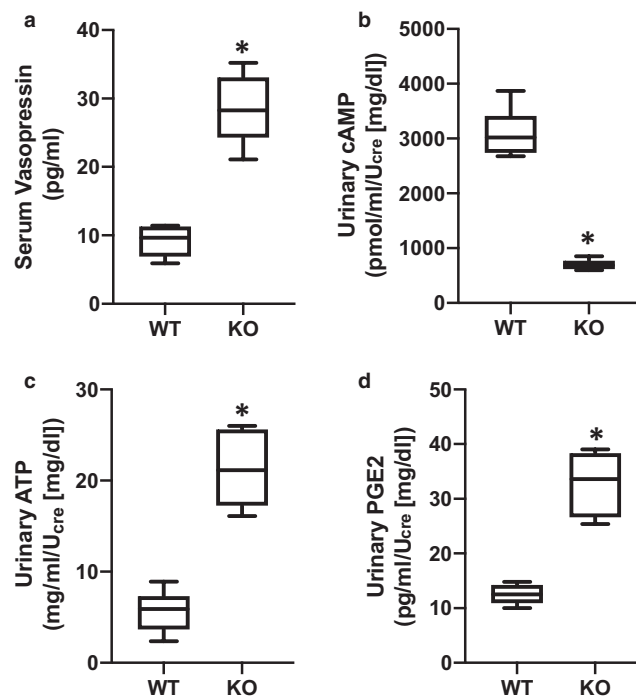 a
Serum Vasopressin
(pg/ml)
40
30
20
10
0
*
WT
KO
b
Urinary cAMP
(pmol/ml/Ucre [mg/dl])
5000
4000
3000
2000
1000
0
*
WT
KO
c
Urinary ATP
(mg/ml/Ucre [mg/dl])
30
20
10
0
*
WT
KO
d
Urinary PGE2
(pg/ml/Ucre [mg/dl])
50
40
30
20
10
0
*
WT
KO